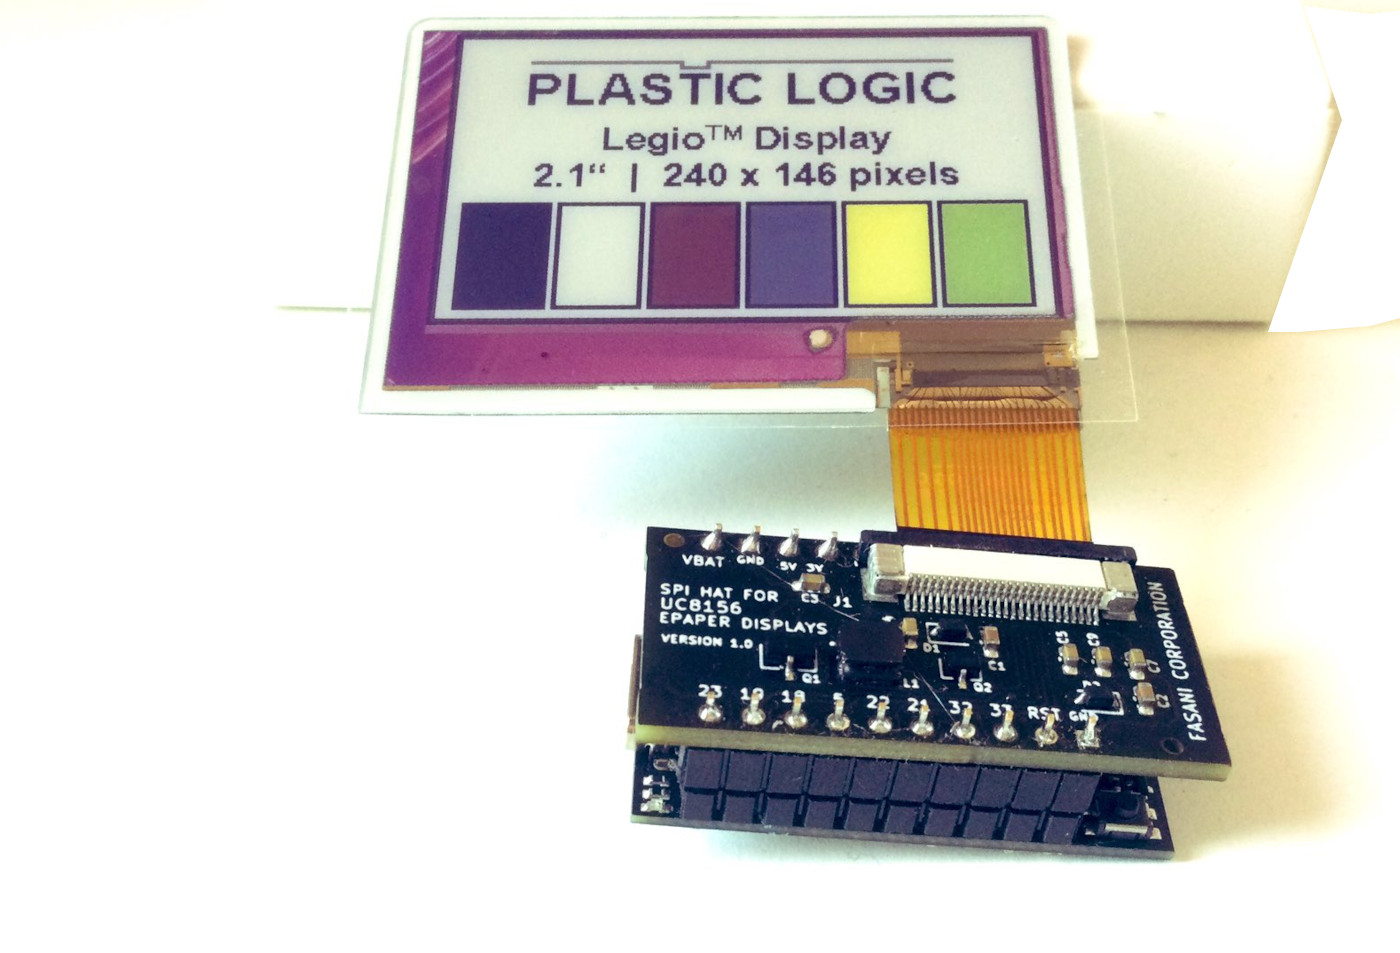 PLASTIC LOGIC
Legio™ Display
2.1“ | 240 x 146 pixels
VBAT GND 5V 3V
C3 J1
SPI HAT FOR
UC8156
EPAPER DISPLAYS
VERSION 1.0
Q1
L1
D1
C1
Q2
C5 C9
C7
C2
23 19 18 5 22 21 32 33 RST GND
FASANI CORPORATION